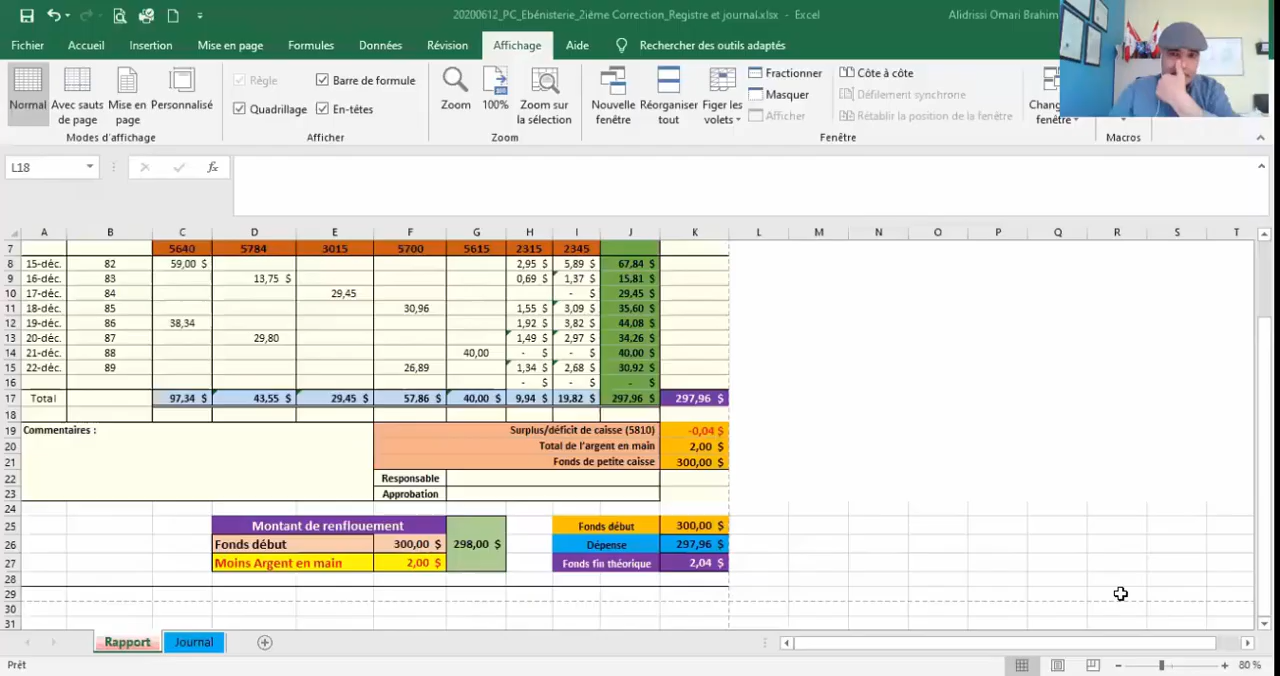 20200612_PC_Ebénisterie_2ième Correction_Registre et journal.xlsx - Excel
Alidrissi Omari Brahim
Fichier Accueil Insertion Mise en page Formules Données Révision Affichage Aide Rechercher des outils adaptés
Normal Avec sauts de page Mise en page Personnalisé
Modes d'affichage
Règle Barre de formule
Quadrillage En-têtes
Afficher
Zoom 100% Zoom sur la sélection
Zoom
Nouvelle fenêtre Réorganiser tout Figer les volets
Fractionner
Masquer
Afficher
Côte à côte
Défilement synchrone
Rétablir la position de la fenêtre
fenêtre
Fenêtre
Macros
L18 fx
A B C D E F G H I J K L M N O P Q R S T
7 5640 5784 3015 5700 5615 2315 2345
8 15-déc. 82 59,00 $ 2,95 $ 5,89 $ 67,84 $
9 16-déc. 83 13,75 $ 0,69 $ 1,37 $ 15,81 $
10 17-déc. 84 29,45 - $ 29,45 $
11 18-déc. 85 30,96 1,55 $ 3,09 $ 35,60 $
12 19-déc. 86 38,34 1,92 $ 3,82 $ 44,08 $
13 20-déc. 87 29,80 1,49 $ 2,97 $ 34,26 $
14 21-déc. 88 40,00 - $ - $ 40,00 $
15 22-déc. 89 26,89 1,34 $ 2,68 $ 30,92 $
16 - $ - $ - $
17 Total 97,34 $ 43,55 $ 29,45 $ 57,86 $ 40,00 $ 9,94 $ 19,82 $ 297,96 $ 297,96 $
18
19 Commentaires : Surplus/déficit de caisse (5810) -0,04 $
20 Total de l'argent en main 2,00 $
21 Fonds de petite caisse 300,00 $
22 Responsable
23 Approbation
24
25 Montant de renflouement Fonds début 300,00 $
26 Fonds début 300,00 $ 298,00 $ Dépense 297,96 $
27 Moins Argent en main 2,00 $ Fonds fin théorique 2,04 $
28
29
30
31
Rapport Journal
Prêt 80 %